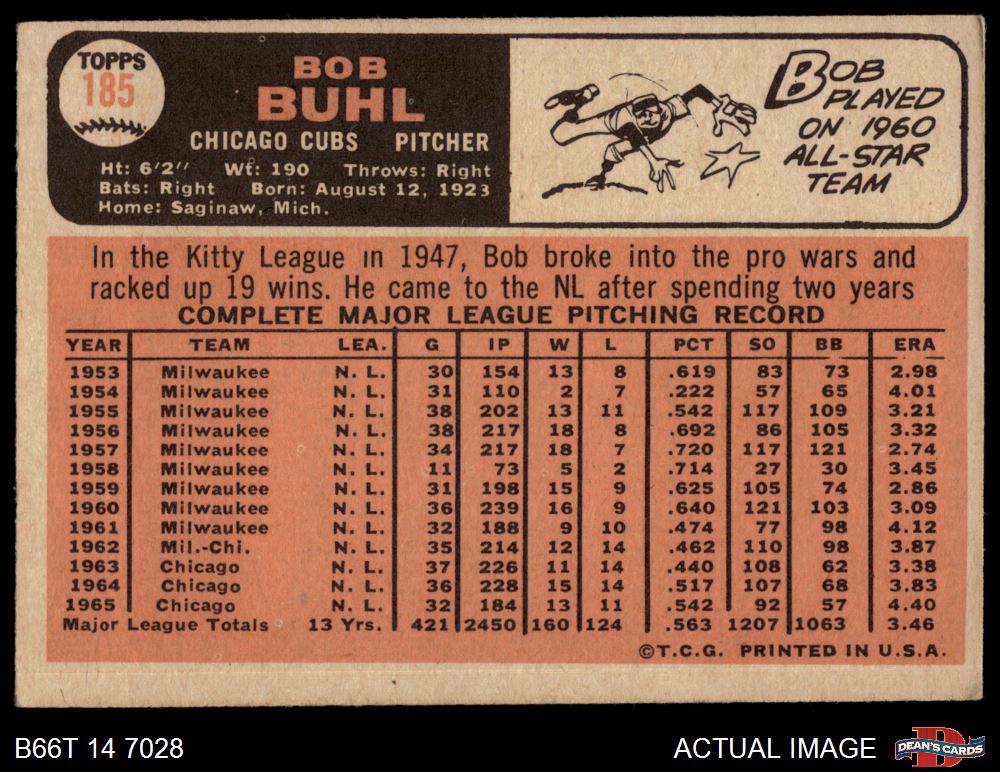 TOPPS
185
BOB
BUHL
CHICAGO CUBS PITCHER
Ht: 6'2" Wt: 190 Throws: Right
Bats: Right Born: August 12, 1923
Home: Saginaw, Mich.
BOB
PLAYED
ON 1960
ALL-STAR
TEAM
In the Kitty League in 1947, Bob broke into the pro wars and
racked up 19 wins. He came to the NL after spending two years
COMPLETE MAJOR LEAGUE PITCHING RECORD
YEAR TEAM LEA. G IP W L PCT SO BB ERA
1953 Milwaukee N. L. 30 154 13 8 .619 83 73 2.98
1954 Milwaukee N. L. 31 110 2 7 .222 57 65 4.01
1955 Milwaukee N. L. 38 202 13 11 .542 117 109 3.21
1956 Milwaukee N. L. 38 217 18 8 .692 86 105 3.32
1957 Milwaukee N. L. 34 217 18 7 .720 117 121 2.74
1958 Milwaukee N. L. 11 73 5 2 .714 27 30 3.45
1959 Milwaukee N. L. 31 198 15 9 .625 105 74 2.86
1960 Milwaukee N. L. 36 239 16 9 .640 121 103 3.09
1961 Milwaukee N. L. 32 188 9 10 .474 77 98 4.12
1962 Mil.-Chi. N. L. 35 214 12 14 .462 110 98 3.87
1963 Chicago N. L. 37 226 11 14 .440 108 62 3.38
1964 Chicago N. L. 36 228 15 14 .517 107 68 3.83
1965 Chicago N. L. 32 184 13 11 .542 92 57 4.40
Major League Totals 13 Yrs. 421 2450 160 124 .563 1207 1063 3.46
©T.C.G. PRINTED IN U.S.A.
B66T 14 7028
ACTUAL IMAGE
D
DEAN'S CARDS